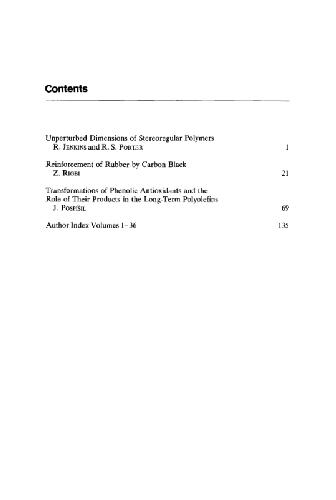 Contents
Unperturbed Dimensions of Stereoregular Polymers
R. JENKINS and R. S. PORTER 1
Reinforcement of Rubber by Carbon Black
Z. RIGBI 21
Transformations of Phenolic Antioxidants and the
Role of Their Products in the Long-Term Polyolefins
J. POSPÍŠIL 69
Author Index Volumes 1–36 135